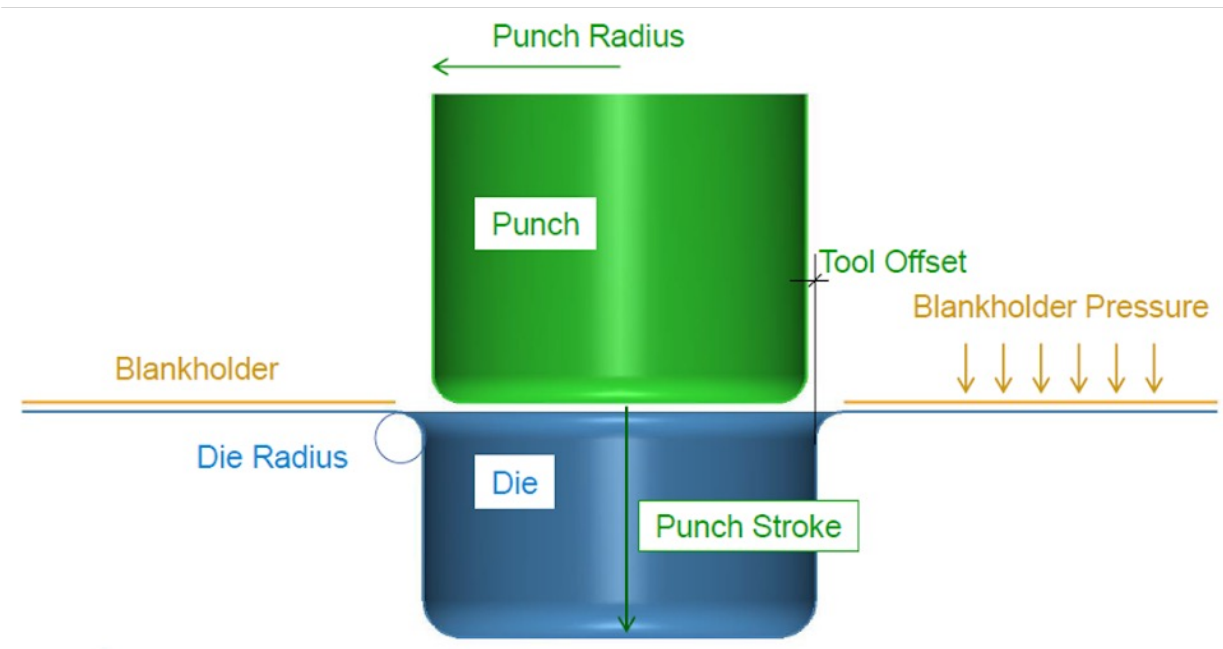 Punch Radius
Punch
Tool Offset
Blankholder Pressure
Blankholder
Die Radius
Die
Punch Stroke